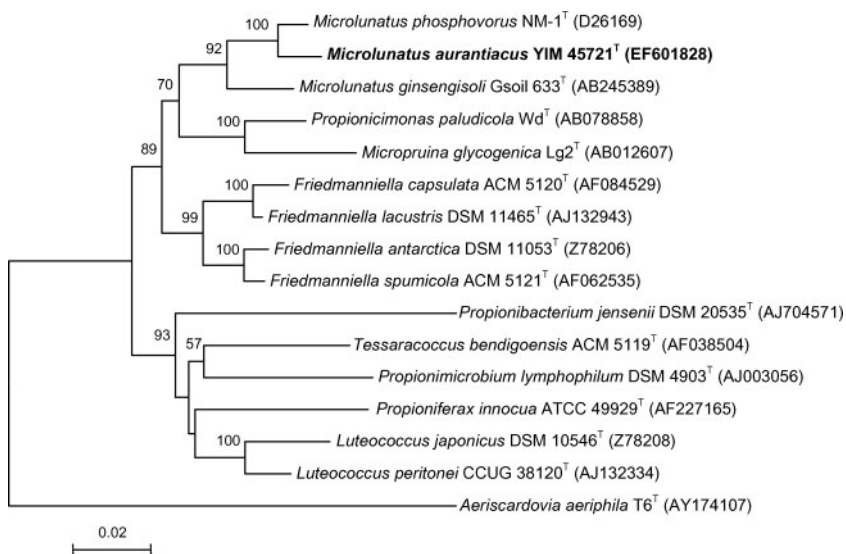 100
Microlunatus phosphovorus NM-1T (D26169)
92
Microlunatus aurantiacus YIM 45721T (EF601828)
70
Microlunatus ginsengisoli Gsoil 633T (AB245389)
100
Propionicimonas paludicola WdT (AB078858)
89
Micropruina glycogenica Lg2T (AB012607)
100
Friedmanniella capsulata ACM 5120T (AF084529)
99
Friedmanniella lacustris DSM 11465T (AJ132943)
100
Friedmanniella antarctica DSM 11053T (Z78206)
Friedmanniella spumicola ACM 5121T (AF062535)
93
Propionibacterium jensenii DSM 20535T (AJ704571)
57
Tessaracoccus bendigoensis ACM 5119T (AF038504)
Propionimicrobium lymphophilum DSM 4903T (AJ003056)
Propioniferax innocua ATCC 49929T (AF227165)
100
Luteococcus japonicus DSM 10546T (Z78208)
Luteococcus peritonei CCUG 38120T (AJ132334)
Aeriscardovia aeriphila T6T (AY174107)
0.02